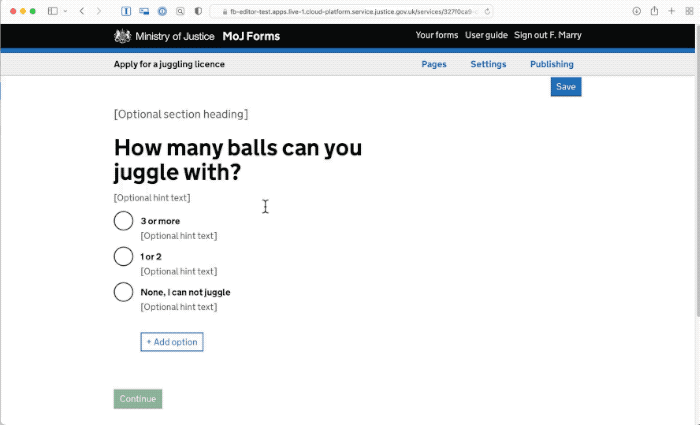 fb-editor-test.apps.live-1.cloud-platform.service.justice.gov.uk/services/327f0ca9
Ministry of Justice MoJ Forms Your forms User guide Sign out F. Marry
Apply for a juggling licence Pages Settings Publishing
Save
[Optional section heading]
How many balls can you
juggle with?
[Optional hint text]
3 or more
[Optional hint text]
1 or 2
[Optional hint text]
None, I can not juggle
[Optional hint text]
+ Add option
Continue